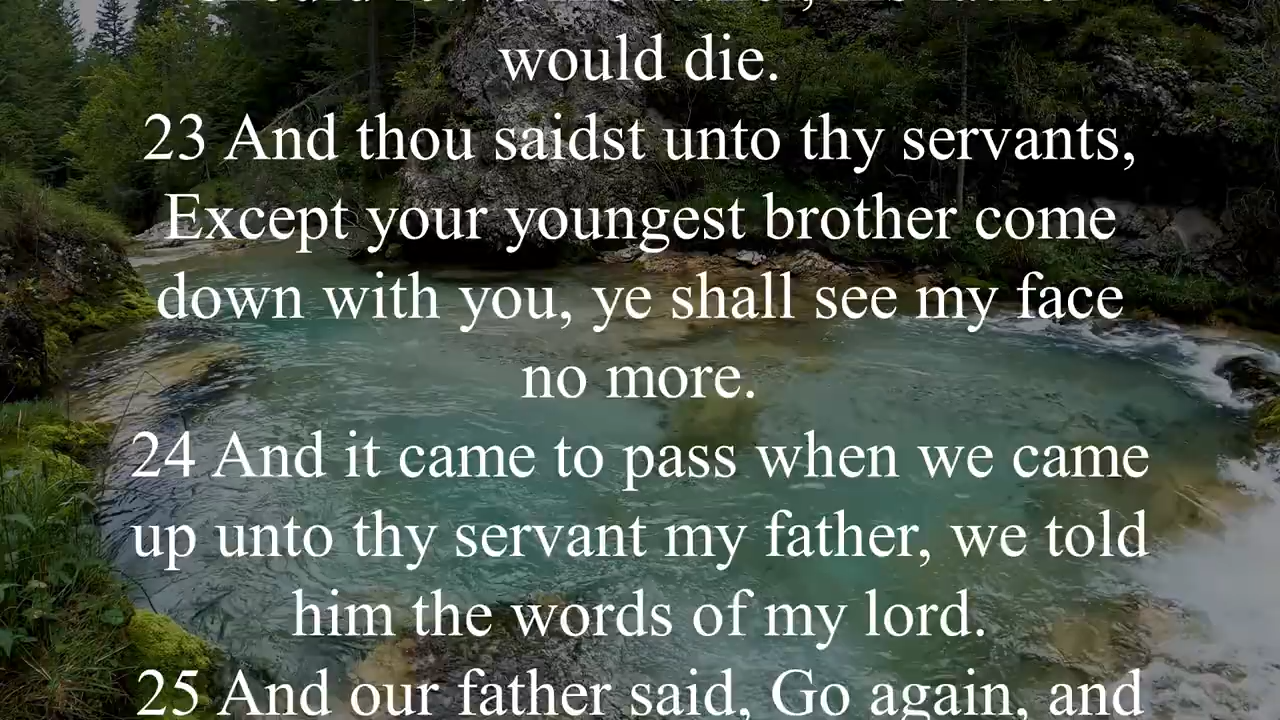 would die.
23 And thou saidst unto thy servants,
Except your youngest brother come
down with you, ye shall see my face
no more.
24 And it came to pass when we came
up unto thy servant my father, we told
him the words of my lord.
25 And our father said, Go again, and